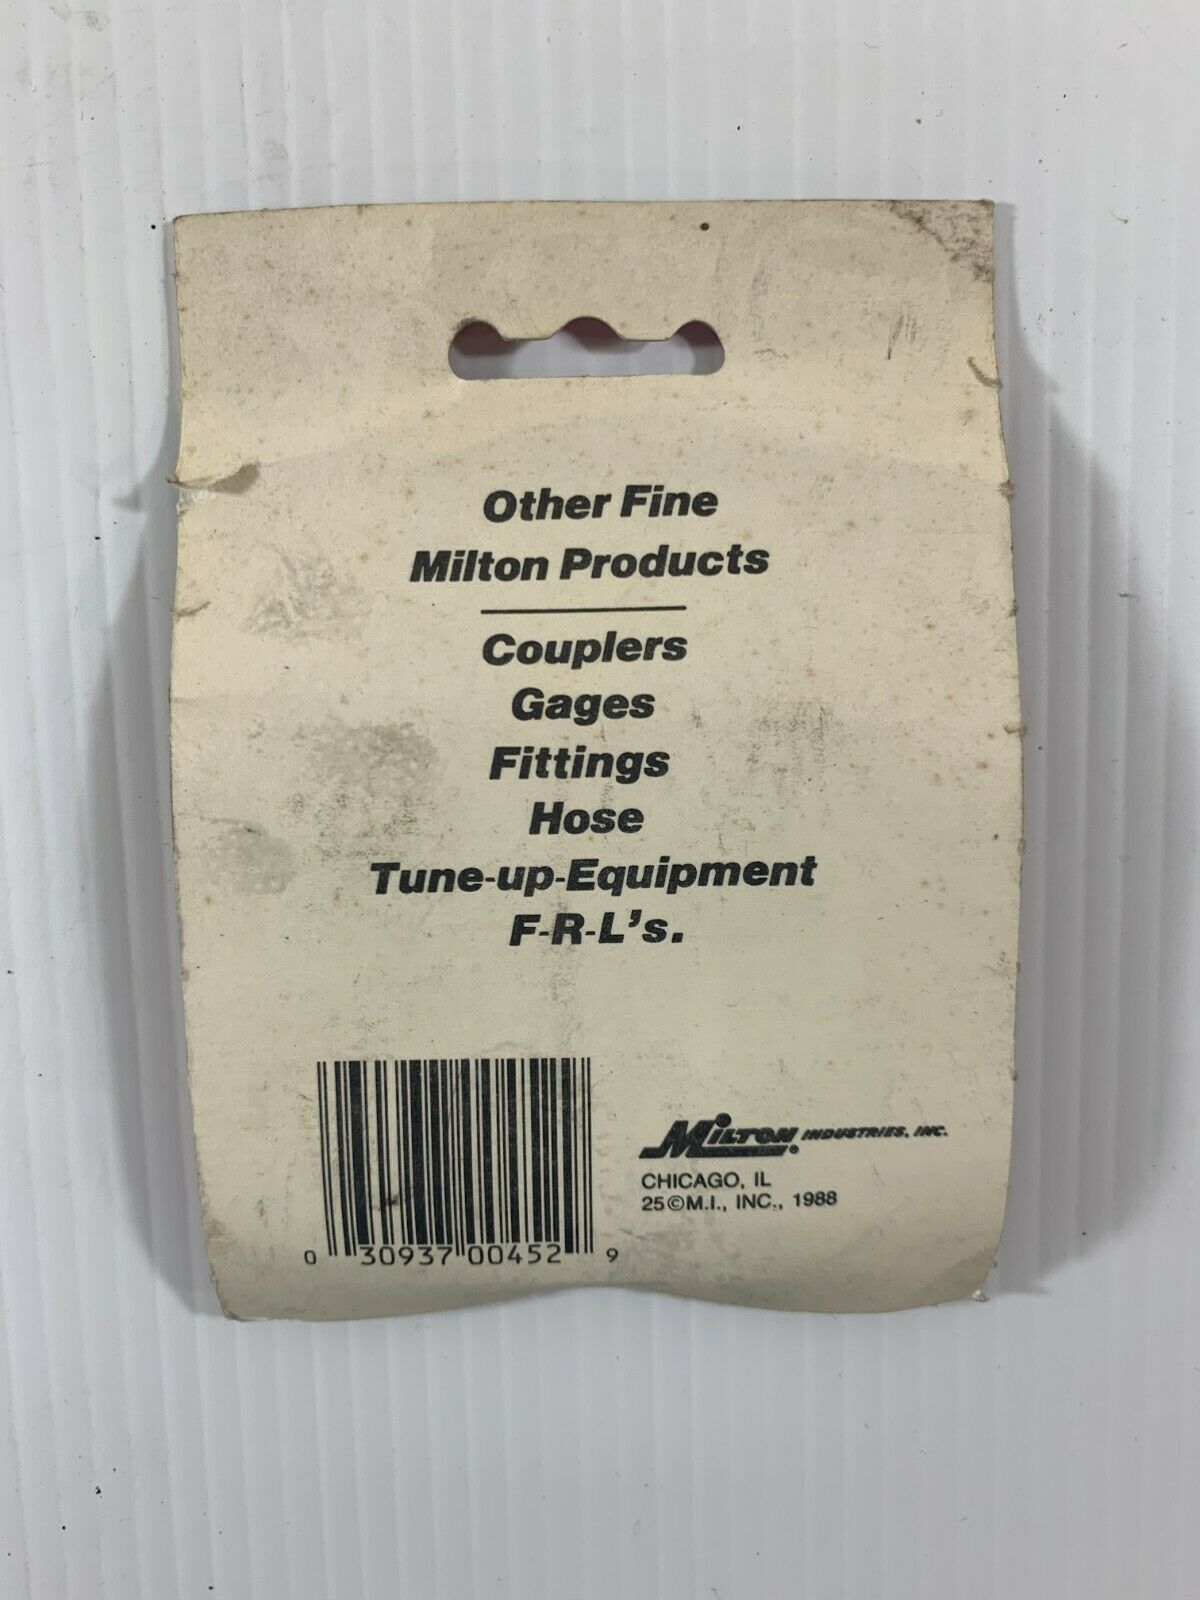 Other Fine
Milton Products
Couplers
Gages
Fittings
Hose
Tune-up-Equipment
F-R-L's.
MILTON® INDUSTRIES, INC.
CHICAGO, IL
25©M.I., INC., 1988
0 30937 00452 9